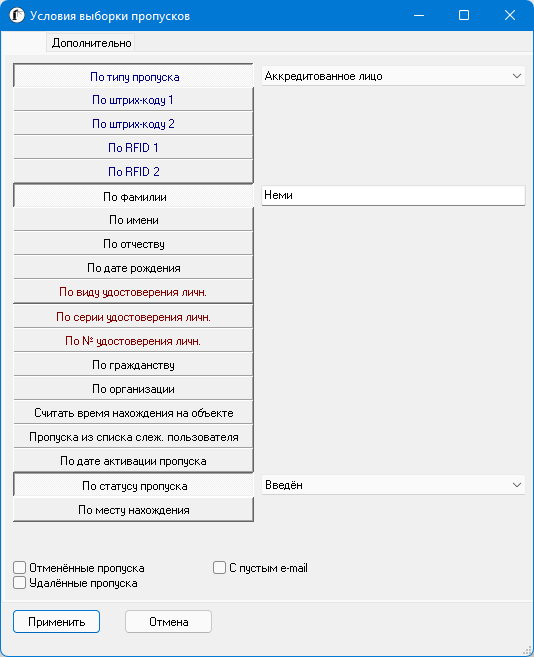 Условия выборки пропусков
Дополнительно
По типу пропуска
Аккредитованное лицо
По штрих-коду 1
По штрих-коду 2
По RFID 1
По RFID 2
По фамилии
Неми
По имени
По отчеству
По дате рождения
По виду удостоверения личн.
По серии удостоверения личн.
По № удостоверения личн.
По гражданству
По организации
Считать время нахождения на объекте
Пропуска из списка слеж. пользователя
По дате активации пропуска
По статусу пропуска
Введён
По месту нахождения
Отменённые пропуска
С пустым e-mail
Удалённые пропуска
Применить
Отмена